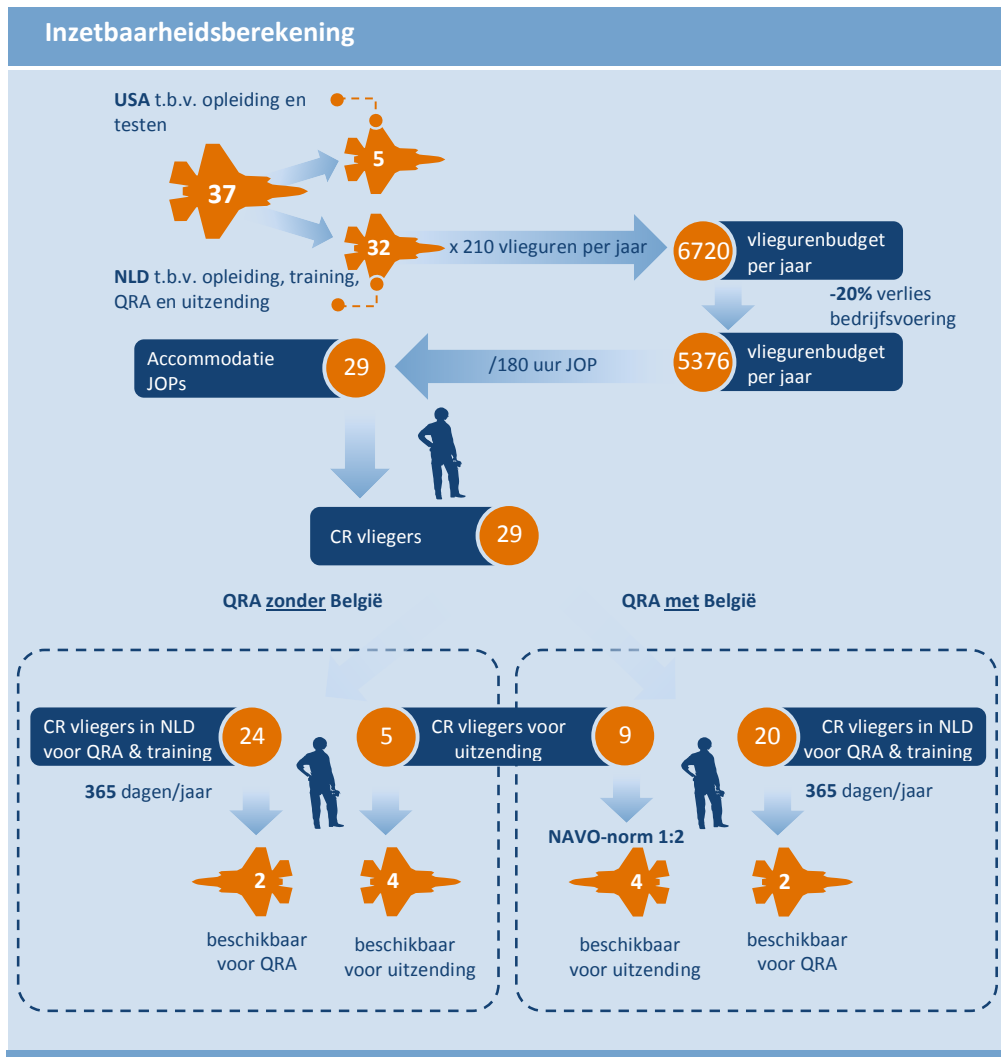 Inzetbaarheidsberekening
USA t.b.v. opleiding en
testen
5
37
32
x 210 vlieguren per jaar
6720
vliegurenbudget
per jaar
NLD t.b.v. opleiding, training,
QRA en uitzending
-20% verlies
bedrijfsvoering
Accommodatie
JOPs
29
/180 uur JOP
5376
vliegurenbudget
per jaar
CR vliegers
29
QRA zonder België
QRA met België
CR vliegers in NLD
voor QRA & training
24
5
CR vliegers voor
uitzending
9
20
CR vliegers in NLD
voor QRA & training
365 dagen/jaar
365 dagen/jaar
NAVO-norm 1:2
2
4
4
2
beschikbaar
voor QRA
beschikbaar
voor uitzending
beschikbaar
voor uitzending
beschikbaar
voor QRA